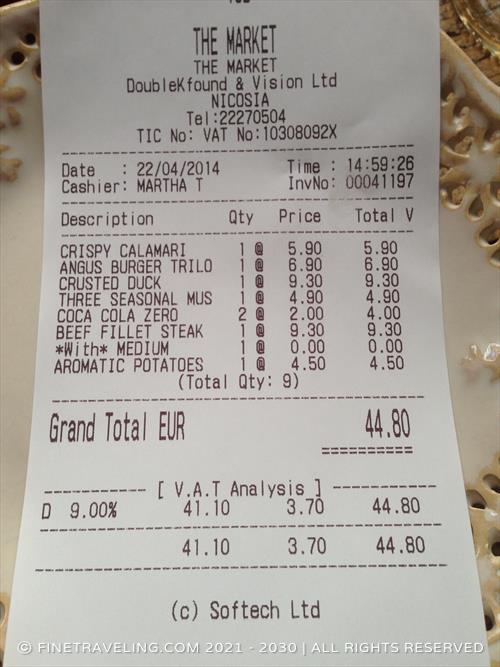 THE MARKET
THE MARKET
DoubleKfound & Vision Ltd
NICOSIA
Tel:22270504
TIC No: VAT No:10308092X
Date : 22/04/2014 Time : 14:59:26
Cashier: MARTHA T InvNo: 00041197
Description Qty Price Total V
CRISPY CALAMARI 1 @ 5.90 5.90
ANGUS BURGER TRILO 1 @ 6.90 6.90
CRUSTED DUCK 1 @ 9.30 9.30
THREE SEASONAL MUS 1 @ 4.90 4.90
COCA COLA ZERO 2 @ 2.00 4.00
BEEF FILLET STEAK 1 @ 9.30 9.30
*With* MEDIUM 1 @ 0.00 0.00
AROMATIC POTATOES 1 @ 4.50 4.50
(Total Qty: 9)
Grand Total EUR 44.80
==========
---------- [ V.A.T Analysis ] ----------
D 9.00% 41.10 3.70 44.80
41.10 3.70 44.80
(c) Softech Ltd
© FINETRAVELING.COM 2021 - 2030 | ALL RIGHTS RESERVED